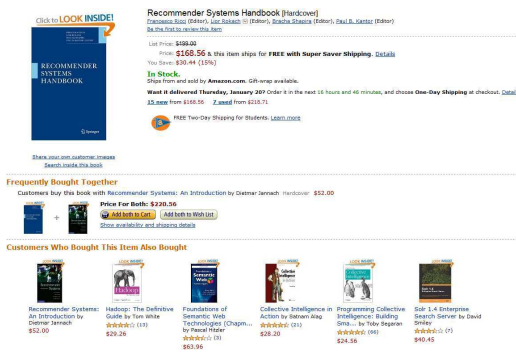 Click to LOOK INSIDE!
RECOMMENDER
SYSTEMS
HANDBOOK
Springer
Share your own customer images
Search inside this book
Recommender Systems Handbook [Hardcover]
Francesco Ricci (Editor), Lior Rokach (Editor), Bracha Shapira (Editor), Paul B. Kantor (Editor)
Be the first to review this item
List Price: $199.00
Price: $168.56 & this item ships for FREE with Super Saver Shipping. Details
You Save: $30.44 (15%)
In Stock.
Ships from and sold by Amazon.com. Gift-wrap available.
Want it delivered Thursday, January 20? Order it in the next 18 hours and 48 minutes, and choose One-Day Shipping at checkout. Detai
15 new from $168.56 7 used from $218.71
FREE Two-Day Shipping for Students. Learn more
Frequently Bought Together
Customers buy this book with Recommender Systems: An Introduction by Dietmar Jannach Hardcover $52.00
Price For Both: $220.56
Add both to Cart Add both to Wish List
Show availability and shipping details
Customers Who Bought This Item Also Bought
Recommender Systems: An Introduction by Dietmar Jannach
$52.00
Hadoop: The Definitive Guide by Tom White
(13)
$29.26
Foundations of Semantic Web Technologies (Chapm... by Pascal Hitzler
(3)
$63.96
Collective Intelligence in Action by Satnam Alag
(21)
$28.20
Programming Collective Intelligence: Building Sma... by Toby Segaran
(66)
$24.56
Solr 1.4 Enterprise Search Server by David Smiley
(7)
$40.45